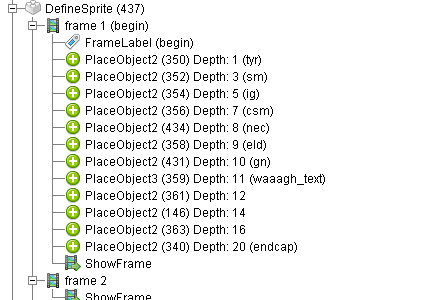 DefineSprite (437)
frame 1 (begin)
FrameLabel (begin)
PlaceObject2 (350) Depth: 1 (tyr)
PlaceObject2 (352) Depth: 3 (sm)
PlaceObject2 (354) Depth: 5 (ig)
PlaceObject2 (356) Depth: 7 (csm)
PlaceObject2 (434) Depth: 8 (nec)
PlaceObject2 (358) Depth: 9 (eld)
PlaceObject2 (431) Depth: 10 (gn)
PlaceObject3 (359) Depth: 11 (waaagh_text)
PlaceObject2 (361) Depth: 12
PlaceObject2 (146) Depth: 14
PlaceObject2 (363) Depth: 16
PlaceObject2 (340) Depth: 20 (endcap)
ShowFrame
frame 2
ShowFrame